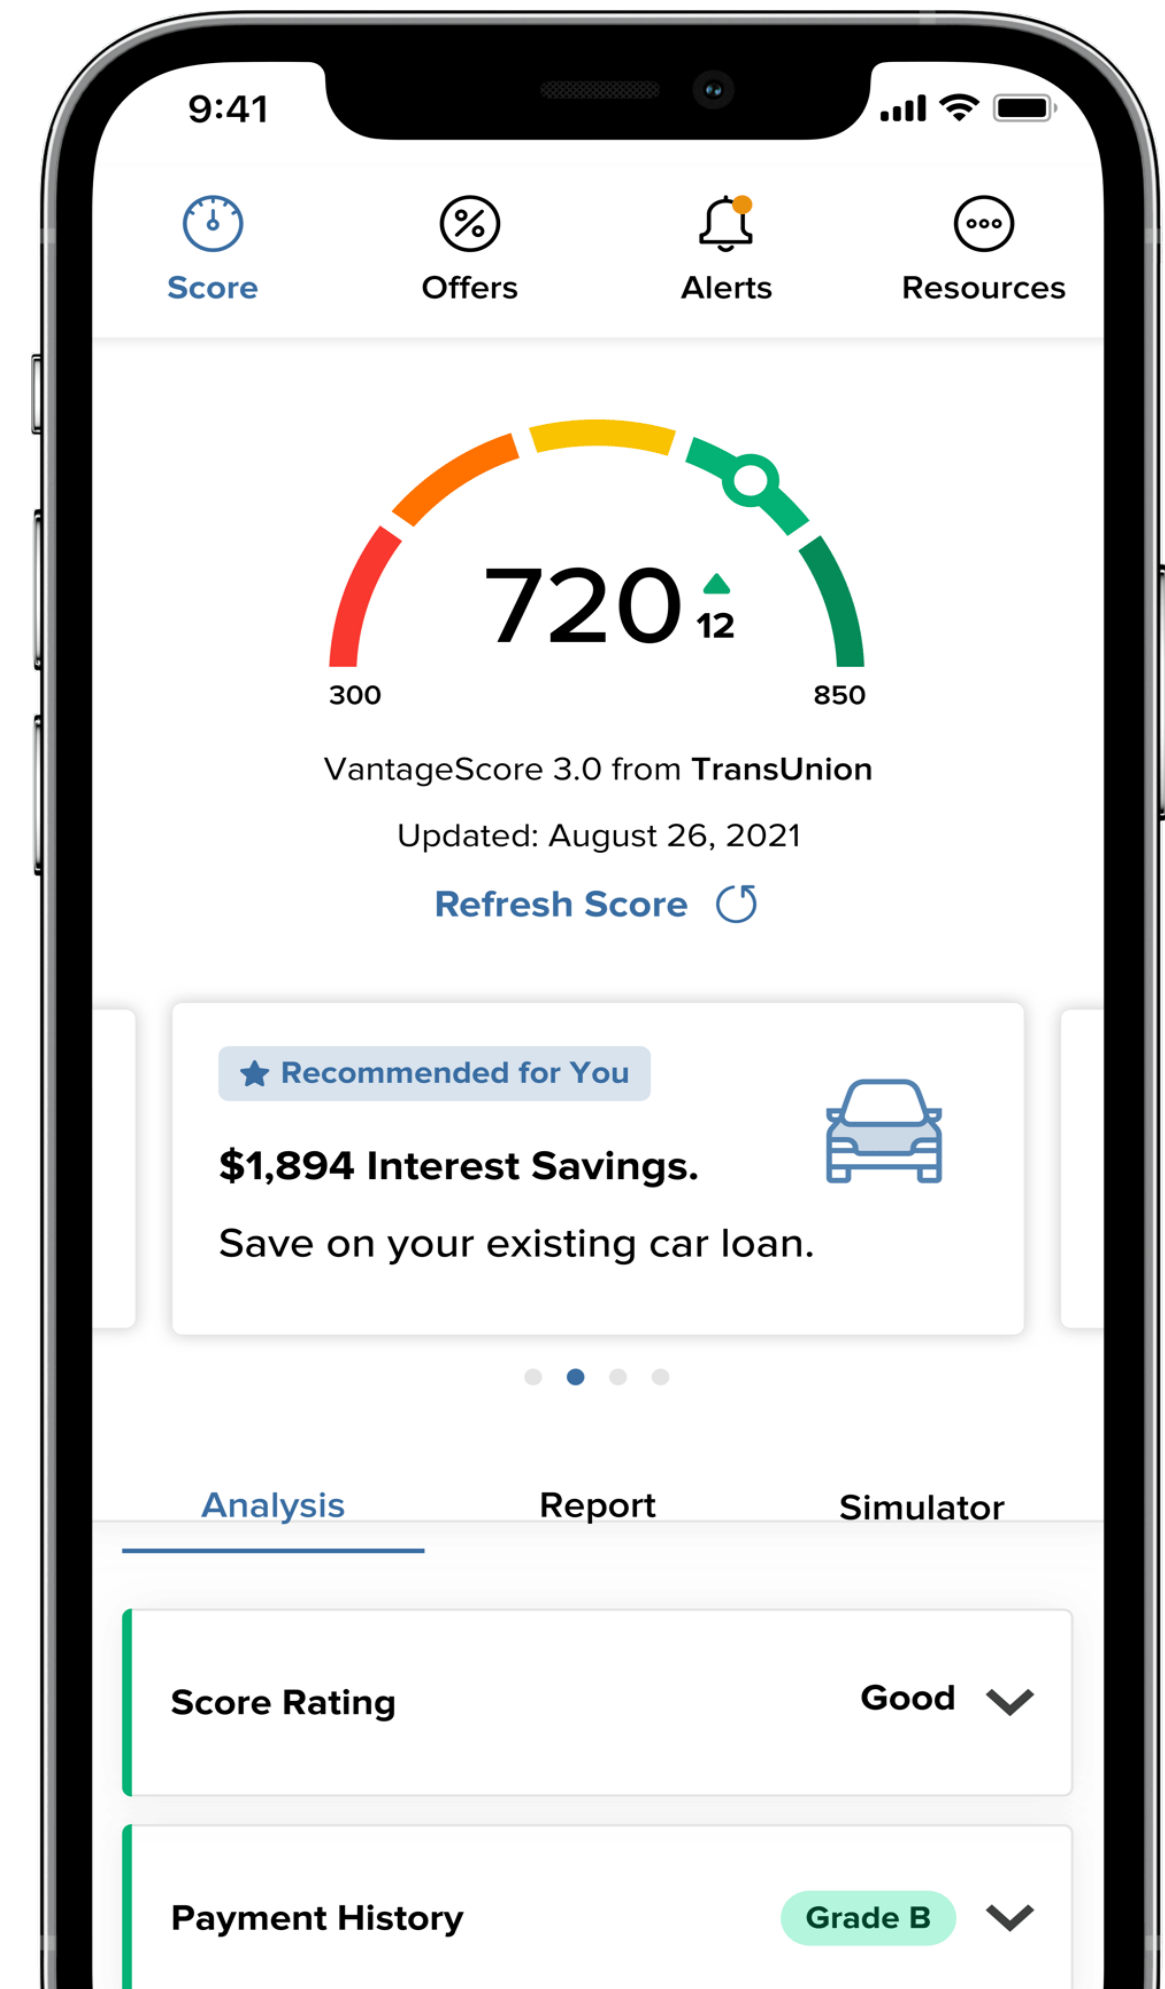 9:41
Score
Offers
Alerts
Resources
720
12
300
850
VantageScore 3.0 from TransUnion
Updated: August 26, 2021
Refresh Score
Recommended for You
$1,894 Interest Savings.
Save on your existing car loan.
Analysis
Report
Simulator
Score Rating
Good
Payment History
Grade B